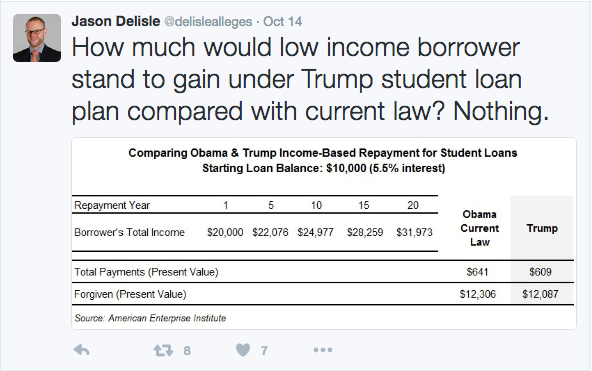 Jason Delisle @delislealleges · Oct 14
How much would low income borrower
stand to gain under Trump student loan
plan compared with current law? Nothing.
Comparing Obama & Trump Income-Based Repayment for Student Loans
Starting Loan Balance: $10,000 (5.5% interest)
Repayment Year 1 5 10 15 20
Obama
Current
Law
Trump
Borrower's Total Income $20,000 $22,076 $24,977 $28,259 $31,973
Total Payments (Present Value) $641 $609
Forgiven (Present Value) $12,306 $12,087
Source: American Enterprise Institute
8 7